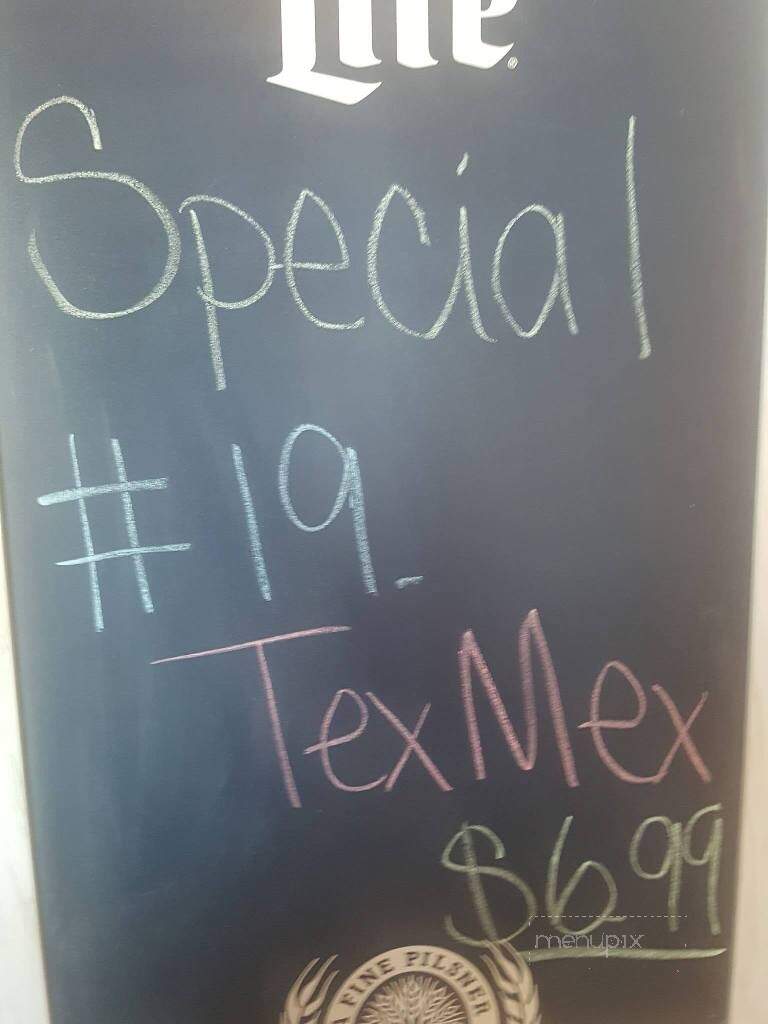 Lite
Special
#19.
TexMex
$6.99
menupix
A FINE PILSNER